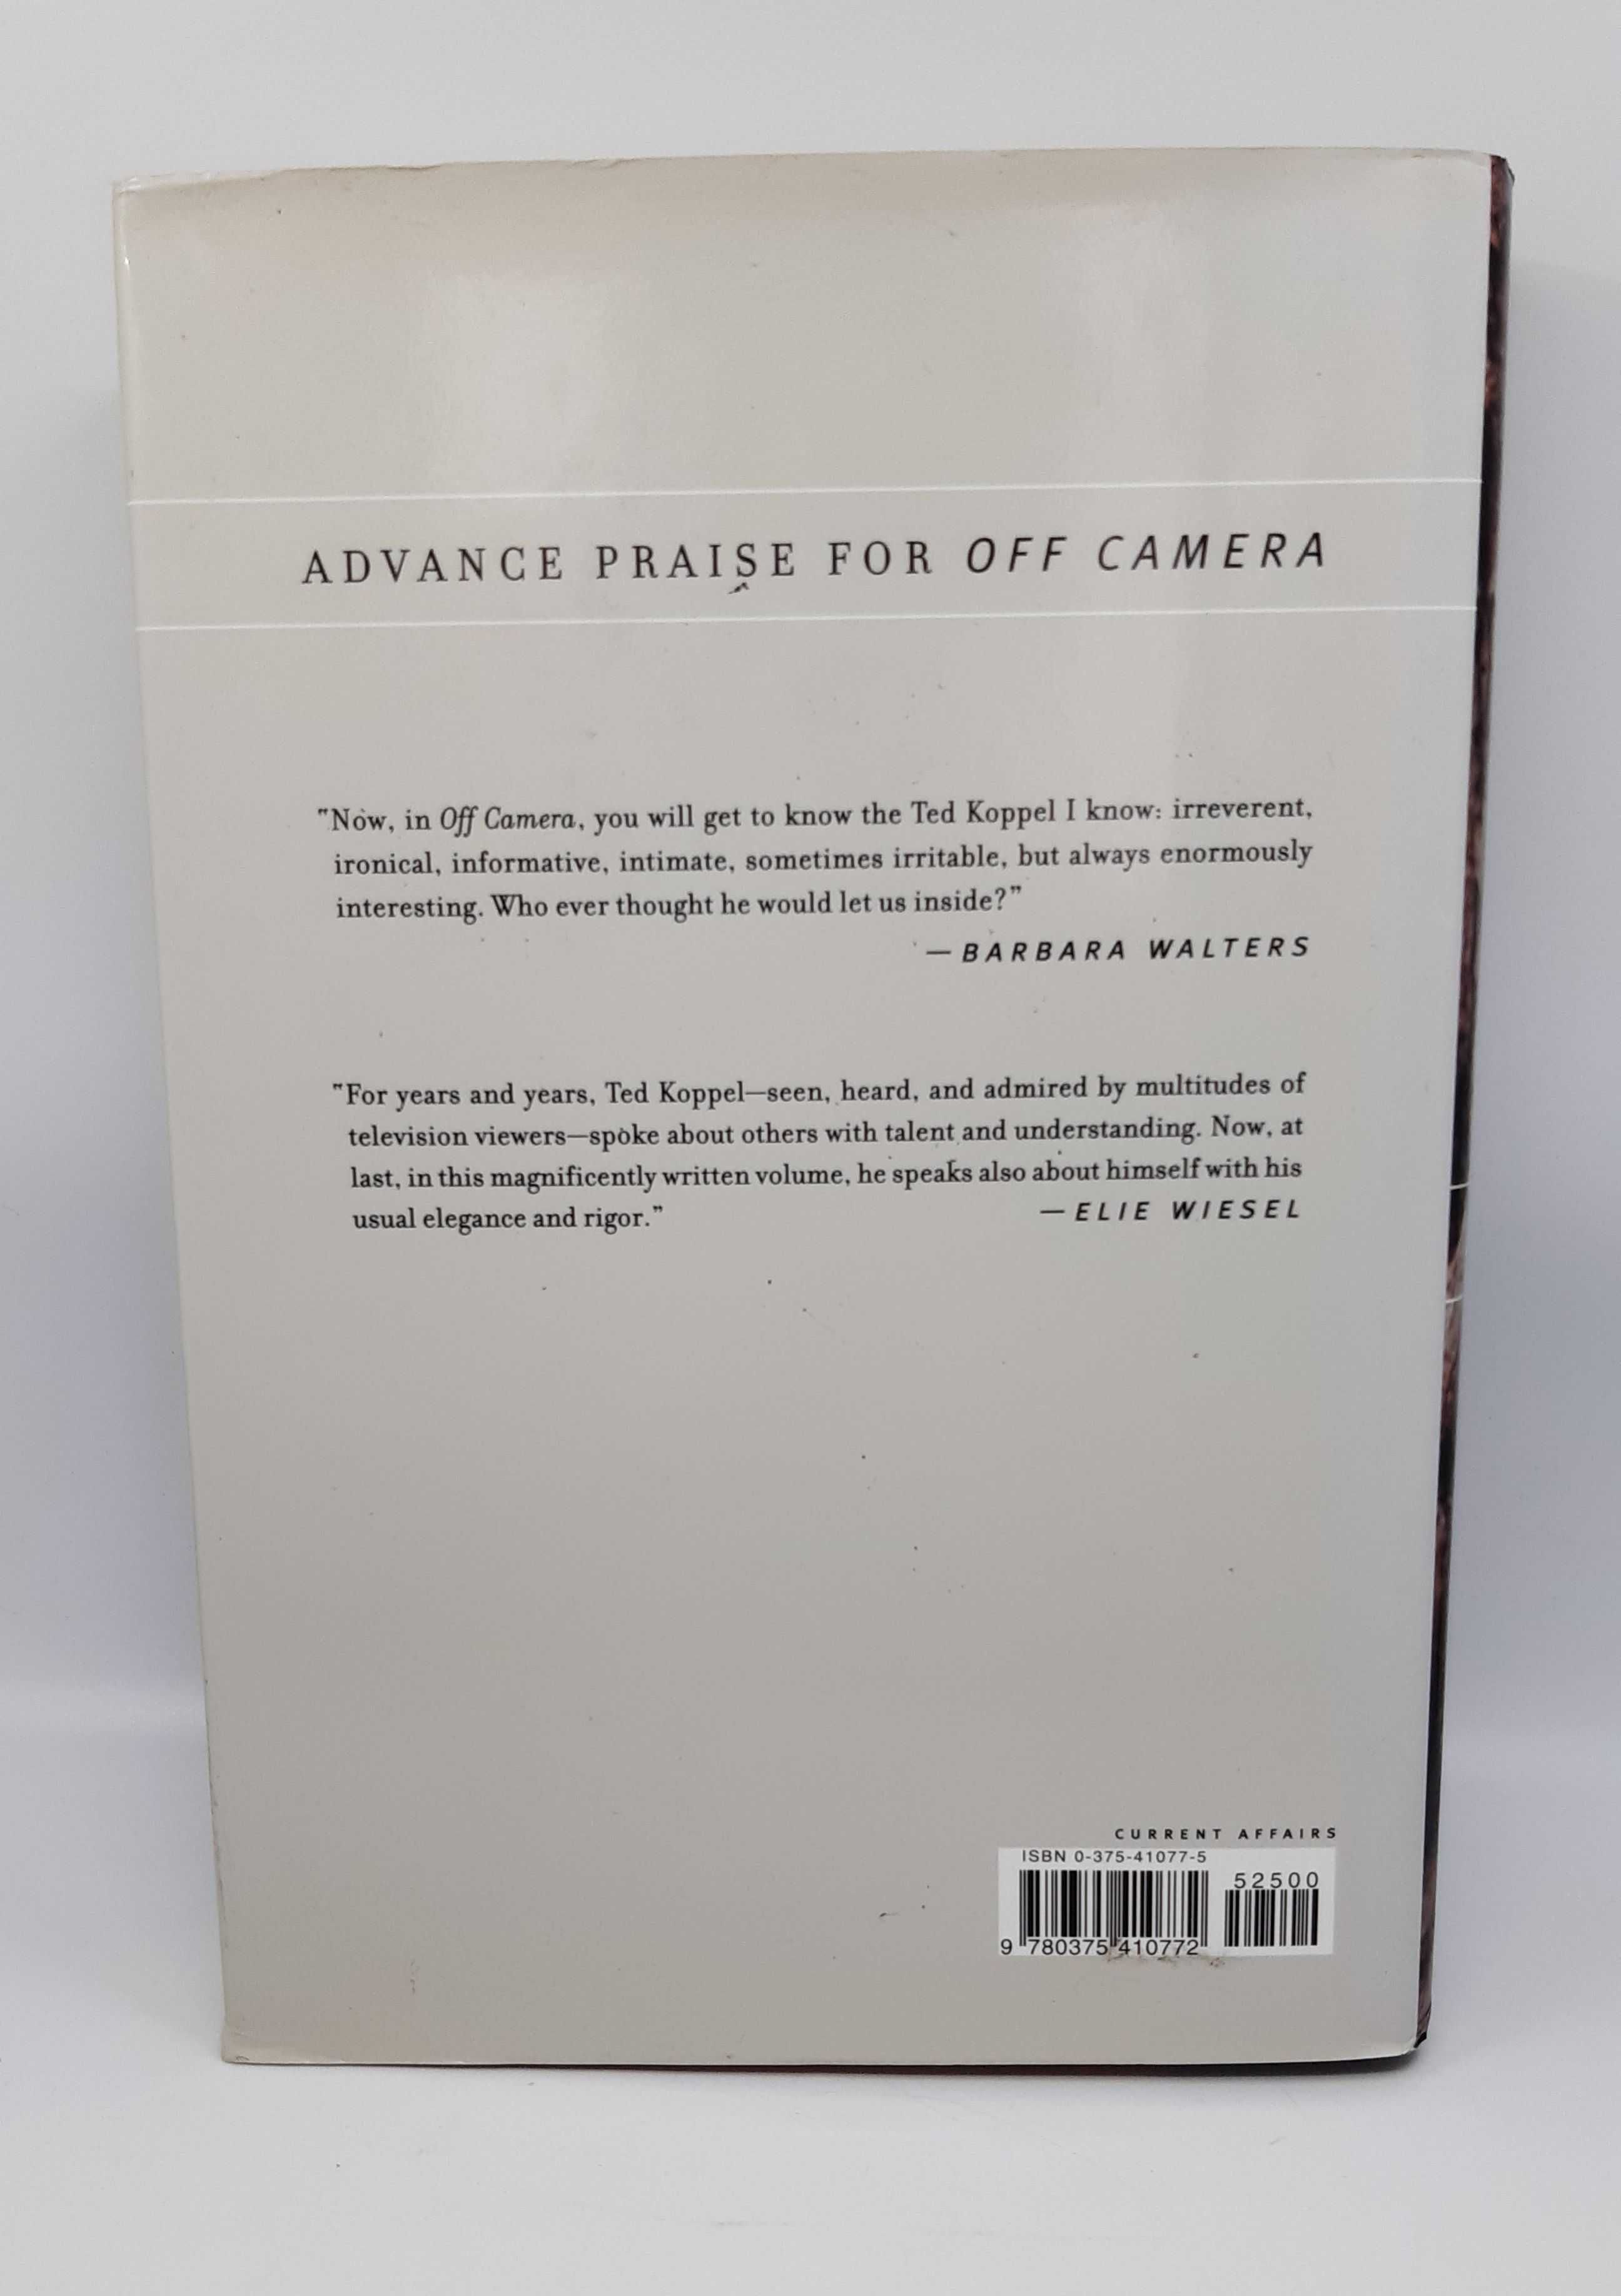 ADVANCE PRAISE FOR OFF CAMERA
"Now, in Off Camera, you will get to know the Ted Koppel I know: irreverent,
ironical, informative, intimate, sometimes irritable, but always enormously
interesting. Who ever thought he would let us inside?"
—BARBARA WALTERS
"For years and years, Ted Koppel—seen, heard, and admired by multitudes of
television viewers—spoke about others with talent and understanding. Now, at
last, in this magnificently written volume, he speaks also about himself with his
usual elegance and rigor." —ELIE WIESEL
CURRENT AFFAIRS
ISBN 0-375-41077-5
52500
9 780375 410772